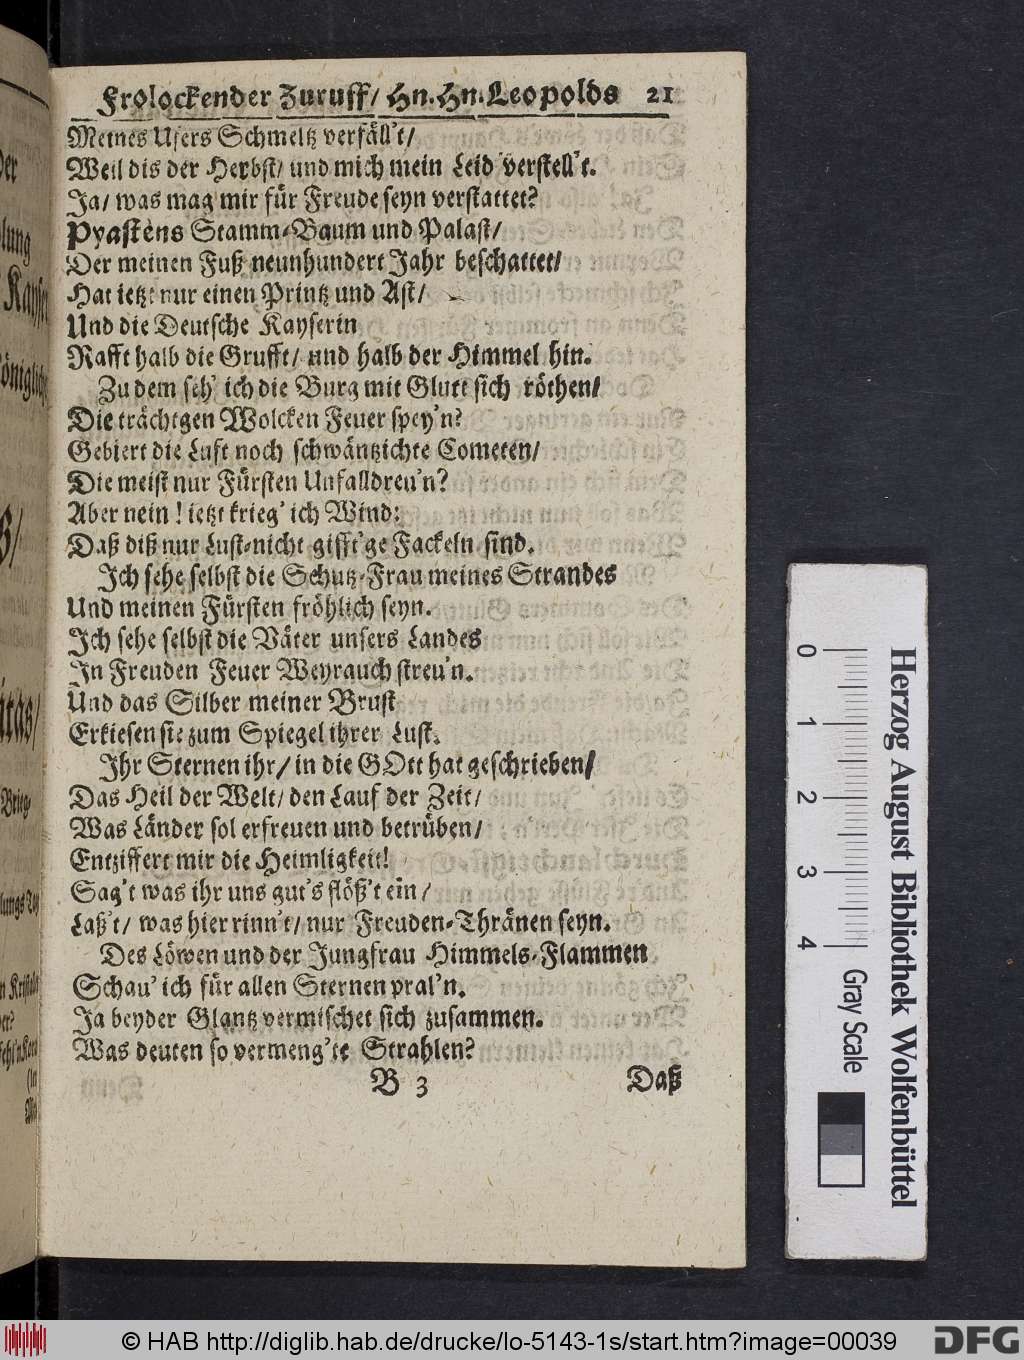 Frolockender Zuruff/ Hn. Hn. Leopolds 21
Meines Ufers Schmeltz verfäll't/
Weil dis der Herbst/ und mich mein Leid verstell't.
Ja/ was mag mir für Freude seyn verstattet?
Pyastens Stamm-Baum und Palast/
Der meinen Fuß neunhundert Jahr beschattet/
Hat ietzt nur einen Printz und Ast/
Und die Deutsche Kayserin
Rafft halb die Grufft/ und halb der Himmel hin.
Zu dem seh' ich die Burg mit Glutt sich röthen/
Die trächtgen Wolcken Feuer spey'n?
Gebiert die Luft noch schwäntzichte Cometen/
Die meist nur Fürsten Unfalldreu'n?
Aber nein! ietzt krieg' ich Wind:
Daß diß nur Lust-nicht gifft'ge Fackeln sind.
Ich sehe selbst die Schutz-Frau meines Strandes
Und meinen Fürsten fröhlich seyn.
Ich sehe selbst die Väter unsers Landes
In Freuden Feuer Weyrauch streu'n.
Und das Silber meiner Brust
Erkiesen sie zum Spiegel ihrer Lust.
Ihr Sternen ihr/ in die GOtt hat geschrieben/
Das Heil der Welt/ den Lauf der Zeit/
Was Länder sol erfreuen und betrüben/
Entziffert mir die Heimligkeit!
Sag't was ihr uns gut's flöß't ein/
Laß't/ was hier rinn't/ nur Freuden-Thränen seyn.
Des Löwen und der Jungfrau Himmels-Flammen
Schau' ich für allen Sternen pral'n.
Ja beyder Glantz vermischet sich zusammen.
Was deuten so vermeng'te Strahlen?
B 3 Daß
0 1 2 3 4
Gray Scale
Herzog August Bibliothek Wolfenbüttel
© HAB http://diglib.hab.de/drucke/lo-5143-1s/start.htm?image=00039
DFG